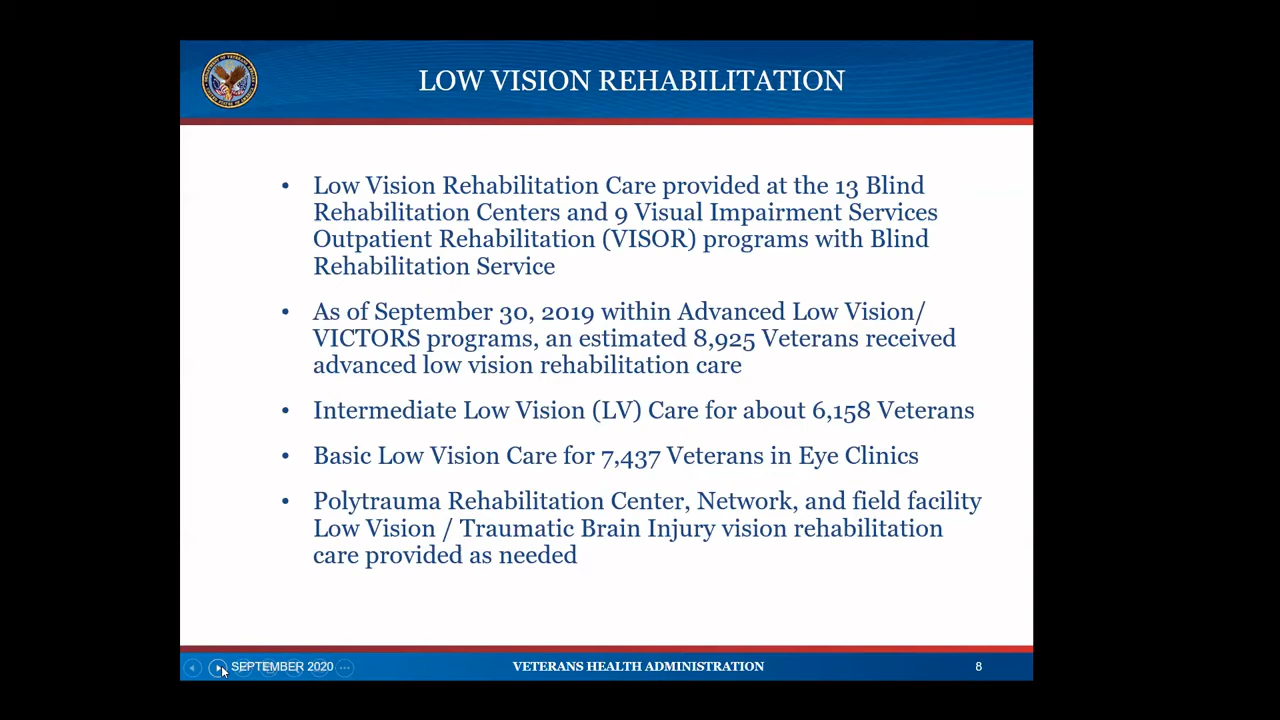 LOW VISION REHABILITATION
• Low Vision Rehabilitation Care provided at the 13 Blind
Rehabilitation Centers and 9 Visual Impairment Services
Outpatient Rehabilitation (VISOR) programs with Blind
Rehabilitation Service
• As of September 30, 2019 within Advanced Low Vision/
VICTORS programs, an estimated 8,925 Veterans received
advanced low vision rehabilitation care
• Intermediate Low Vision (LV) Care for about 6,158 Veterans
• Basic Low Vision Care for 7,437 Veterans in Eye Clinics
• Polytrauma Rehabilitation Center, Network, and field facility
Low Vision / Traumatic Brain Injury vision rehabilitation
care provided as needed
SEPTEMBER 2020
VETERANS HEALTH ADMINISTRATION
8